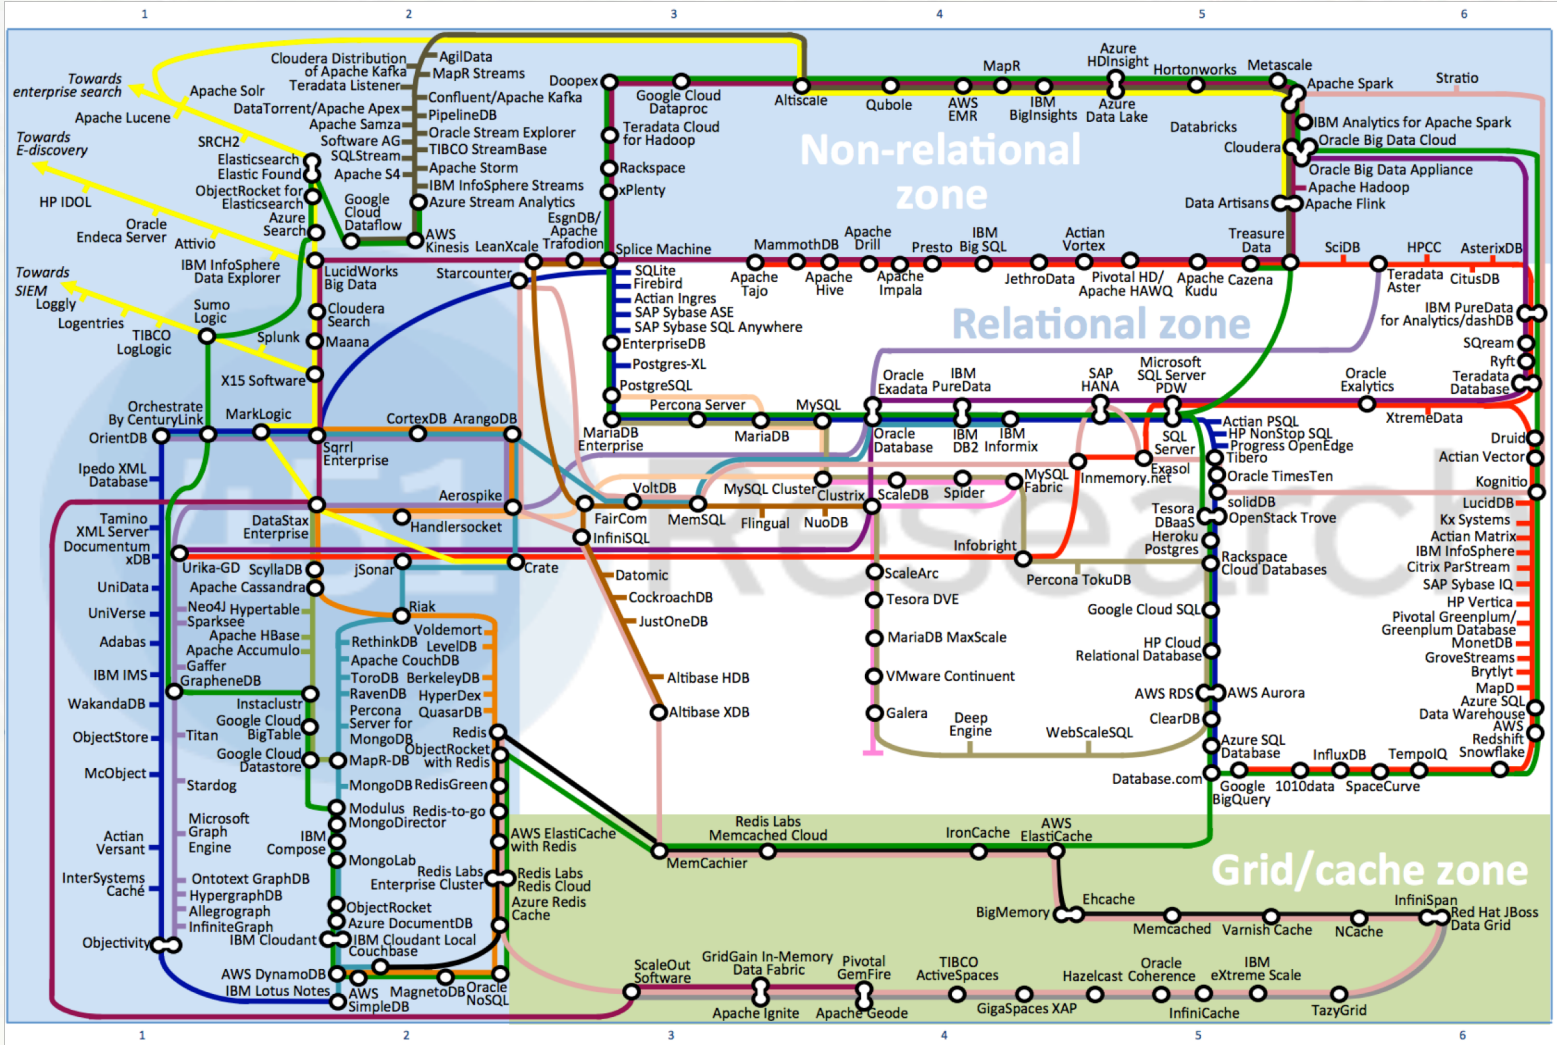 1
2
3
4
5
6
Towards
enterprise search
Apache Solr
Apache Lucene
SRCH2
Towards
E-discovery
Elasticsearch
Elastic Found
ObjectRocket for
Elasticsearch
Azure
Search
HP IDOL
Oracle
Endeca Server
Attivio
IBM InfoSphere
Data Explorer
Towards
SIEM
Loggly
Logentries
TIBCO
LogLogic
Sumo
Logic
Splunk
X15 Software
LucidWorks
Big Data
Cloudera
Search
Maana
Cloudera Distribution
of Apache Kafka
Teradata Listener
DataTorrent/Apache Apex
Apache Samza
Software AG
SQLStream
Apache S4
AgilData
MapR Streams
Confluent/Apache Kafka
PipelineDB
Oracle Stream Explorer
TIBCO StreamBase
Apache Storm
IBM InfoSphere Streams
Azure Stream Analytics
Google
Cloud
Dataflow
AWS
Kinesis
LeanXcale
EsgnDB/
Apache
Trafodion
Starcounter
Doopex
Google Cloud
Dataproc
Teradata Cloud
for Hadoop
Rackspace
xPlenty
Splice Machine
Altiscale
Qubole
AWS
EMR
MapR
IBM
BigInsights
Azure
HDInsight
Azure
Data Lake
Hortonworks
Metascale
Apache Spark
Stratio
Databricks
IBM Analytics for Apache Spark
Cloudera
Oracle Big Data Cloud
Oracle Big Data Appliance
Apache Hadoop
Data Artisans
Apache Flink
Non-relational
zone
MammothDB
Apache
Tajo
Apache
Hive
Apache
Drill
Apache
Impala
Presto
IBM
Big SQL
JethroData
Actian
Vortex
Pivotal HD/
Apache HAWQ
Apache
Kudu
Treasure
Data
Cazena
SciDB
HPCC
AsterixDB
Teradata
Aster
CitusDB
IBM PureData
for Analytics/dashDB
SQream
Ryft
Teradata
Database
Relational zone
SQLite
Firebird
Actian Ingres
SAP Sybase ASE
SAP Sybase SQL Anywhere
EnterpriseDB
Postgres-XL
PostgreSQL
Percona Server
MariaDB
Enterprise
MariaDB
MySQL
Oracle
Exadata
Oracle
Database
IBM
PureData
IBM
DB2
IBM
Informix
SAP
HANA
Microsoft
SQL Server
PDW
SQL
Server
Oracle
Exalytics
XtremeData
Actian PSQL
HP NonStop SQL
Progress OpenEdge
Tibero
Oracle TimesTen
solidDB
Tesora
DBaaS
OpenStack Trove
Heroku
Postgres
Rackspace
Cloud Databases
Google Cloud SQL
HP Cloud
Relational Database
AWS RDS
AWS Aurora
ClearDB
Azure SQL
Database
Database.com
Google
BigQuery
1010data
InfluxDB
SpaceCurve
TempoIQ
Druid
Actian Vector
Kognitio
LucidDB
Kx Systems
Actian Matrix
IBM InfoSphere
Citrix ParStream
SAP Sybase IQ
HP Vertica
Pivotal Greenplum/
Greenplum Database
MonetDB
GroveStreams
Brytlyt
MapD
Azure SQL
Data Warehouse
AWS
Redshift
Snowflake
Orchestrate
By CenturyLink
OrientDB
MarkLogic
CortexDB
ArangoDB
Sqrrl
Enterprise
Ipedo XML
Database
Tamino
XML Server
Documentum
xDB
UniData
UniVerse
Adabas
IBM IMS
WakandaDB
ObjectStore
McObject
Actian
Versant
InterSystems
Caché
Objectivity
DataStax
Enterprise
Handlersocket
Aerospike
Urika-GD
ScyllaDB
Apache Cassandra
jSonar
Crate
Neo4J
Sparksee
Hypertable
Apache HBase
Apache Accumulo
Gaffer
GrapheneDB
Titan
Stardog
Microsoft
Graph
Engine
Ontotext GraphDB
HypergraphDB
Allegrograph
InfiniteGraph
Instaclustr
Google Cloud
BigTable
Google Cloud
Datastore
Riak
RethinkDB
Apache CouchDB
ToroDB
RavenDB
Percona
Server for
MongoDB
MapR-DB
MongoDB
Modulus
MongoDirector
IBM
Compose
MongoLab
ObjectRocket
Azure DocumentDB
IBM Cloudant
IBM Cloudant Local
Couchbase
AWS DynamoDB
IBM Lotus Notes
AWS
SimpleDB
MagnetoDB
Oracle
NoSQL
Voldemort
LevelDB
BerkeleyDB
HyperDex
QuasarDB
Redis
ObjectRocket
with Redis
RedisGreen
Redis-to-go
AWS ElastiCache
with Redis
Redis Labs
Enterprise Cluster
Redis Labs
Redis Cloud
Azure Redis
Cache
FairCom
VoltDB
MemSQL
InfiniSQL
MySQL Cluster
Clustrix
ScaleDB
Spider
MySQL
Fabric
Flingual
NuoDB
Inmemory.net
Exasol
Infobright
Percona TokuDB
Datomic
CockroachDB
JustOneDB
Altibase HDB
Altibase XDB
ScaleArc
Tesora DVE
MariaDB MaxScale
VMware Continuent
Galera
Deep
Engine
WebScaleSQL
451 Research
MemCachier
Redis Labs
Memcached Cloud
IronCache
AWS
ElastiCache
Grid/cache zone
BigMemory
Ehcache
Memcached
Varnish Cache
NCache
InfiniSpan
Red Hat JBoss
Data Grid
ScaleOut
Software
GridGain In-Memory
Data Fabric
Apache Ignite
Pivotal
GemFire
Apache Geode
TIBCO
ActiveSpaces
GigaSpaces XAP
Hazelcast
Oracle
Coherence
InfiniCache
IBM
eXtreme Scale
TazyGrid
1
2
3
4
5
6